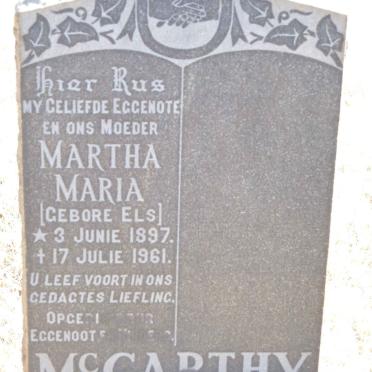 Hier Rus
MY GELIEFDE EGGENOTE
EN ONS MOEDER
MARTHA
MARIA
[GEBORE ELS]
★ 3 JUNIE 1897.
† 17 JULIE 1961.
U LEEF VOORT IN ONS
GEDAGTES LIEFLING.
McCARTHY